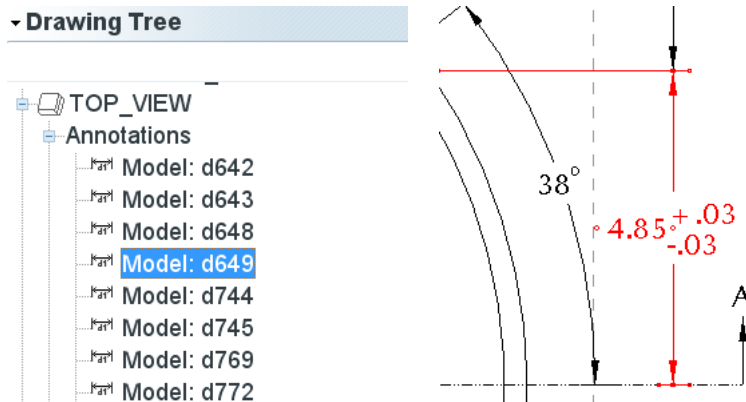 Drawing Tree
TOP_VIEW
Annotations
Model: d642
Model: d643
Model: d648
Model: d649
Model: d744
Model: d745
Model: d769
Model: d772
38°
4.85 + .03
-.03
A